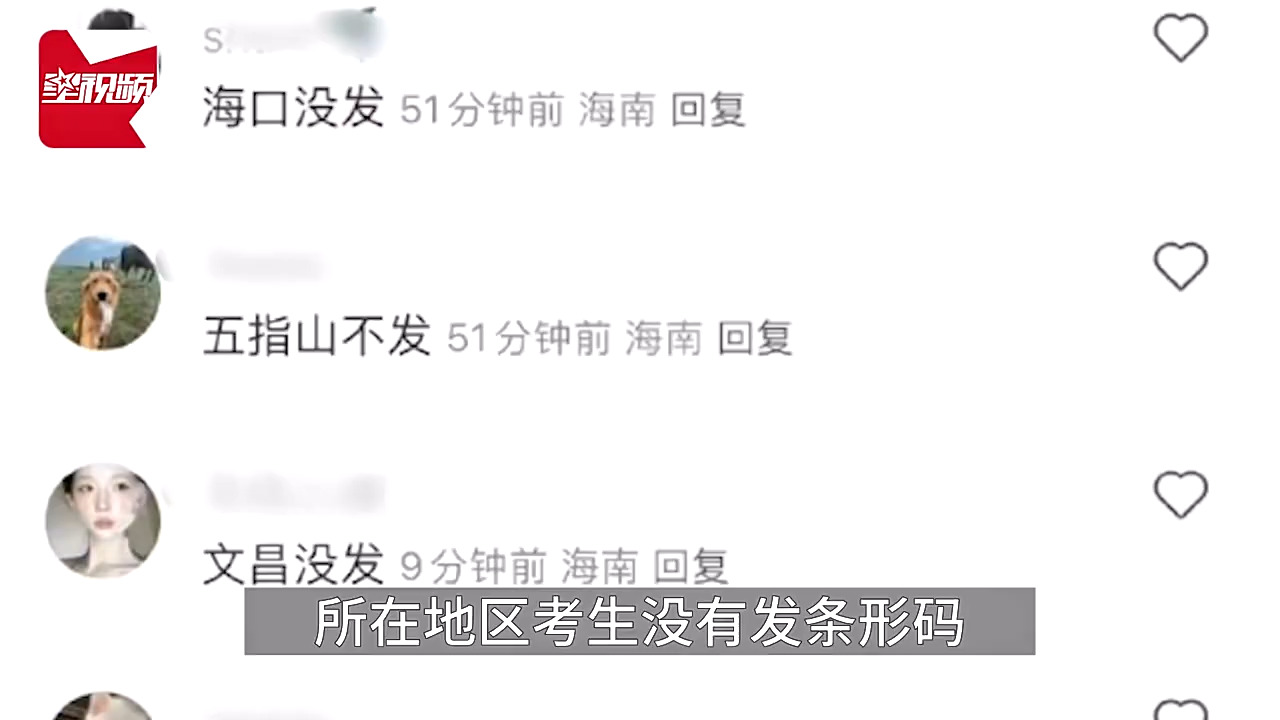 星视频
海口没发 51分钟前 海南 回复
五指山不发 51分钟前 海南 回复
文昌没发 9分钟前 海南 回复
所在地区考生没有发条形码